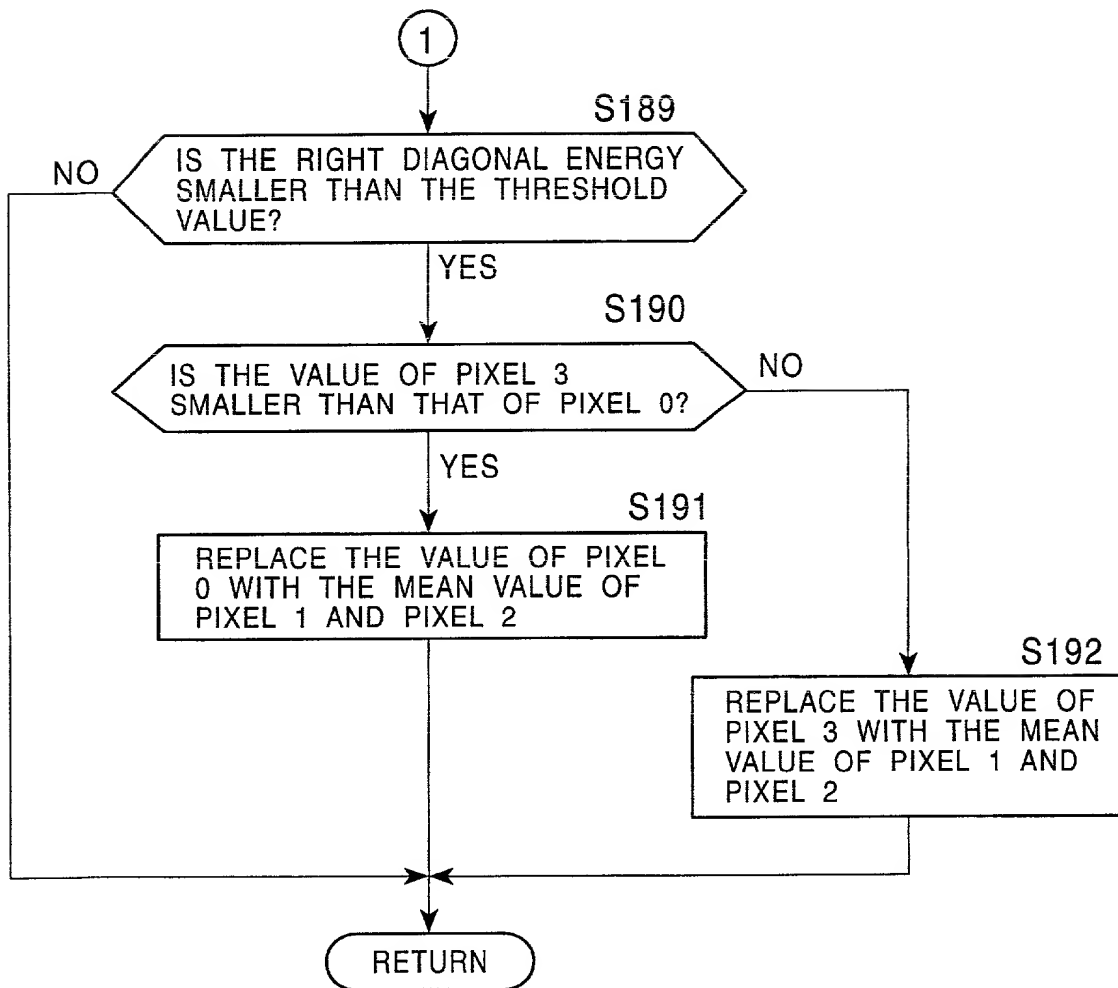 1
S189
NO
IS THE RIGHT DIAGONAL ENERGY
SMALLER THAN THE THRESHOLD
VALUE?
YES
S190
IS THE VALUE OF PIXEL 3
SMALLER THAN THAT OF PIXEL 0?
NO
YES
S191
REPLACE THE VALUE OF PIXEL
0 WITH THE MEAN VALUE OF
PIXEL 1 AND PIXEL 2
S192
REPLACE THE VALUE OF
PIXEL 3 WITH THE MEAN
VALUE OF PIXEL 1 AND
PIXEL 2
RETURN